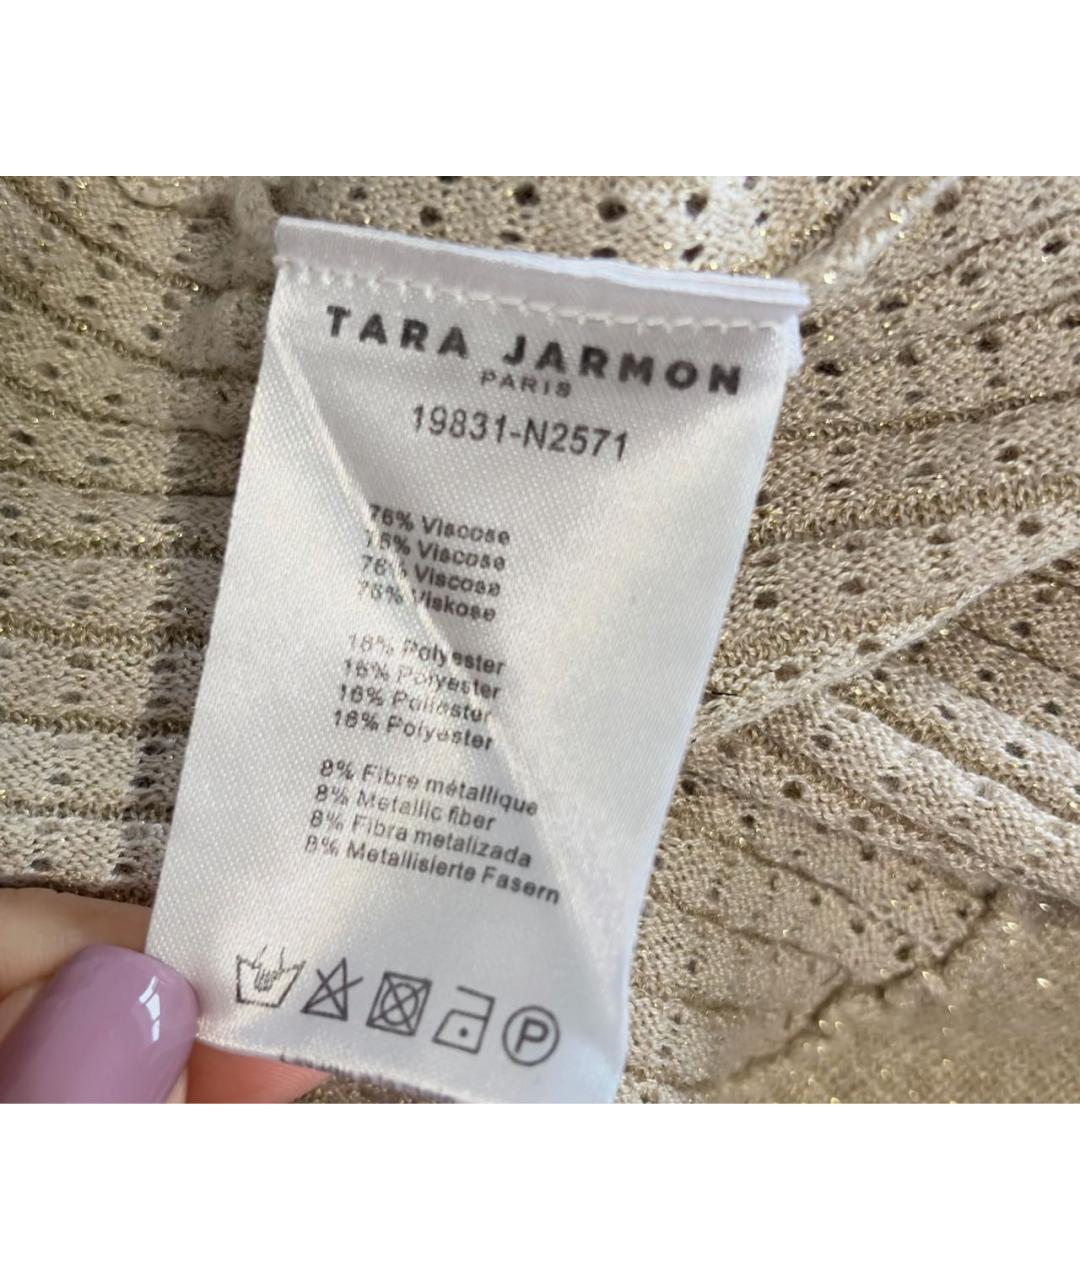 TARA JARMON
PARIS
19831-N2571
76% Viscose
76% Viscose
76% Viscose
76% Viskose
16% Polyester
16% Polyester
16% Poliéster
16% Polyester
8% Fibre métallique
8% Metallic fiber
8% Fibra metalizada
8% Metallisierte Fasern
P